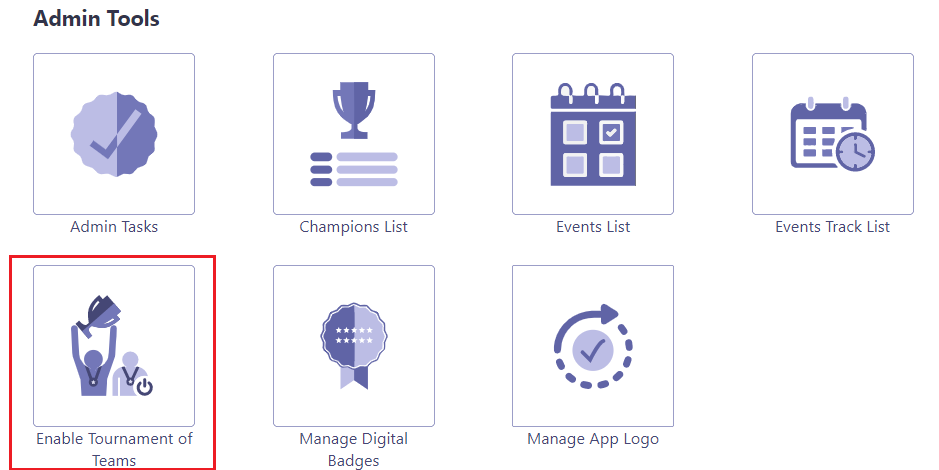 Admin Tools
Admin Tasks
Champions List
Events List
Events Track List
Enable Tournament of
Teams
Manage Digital
Badges
Manage App Logo